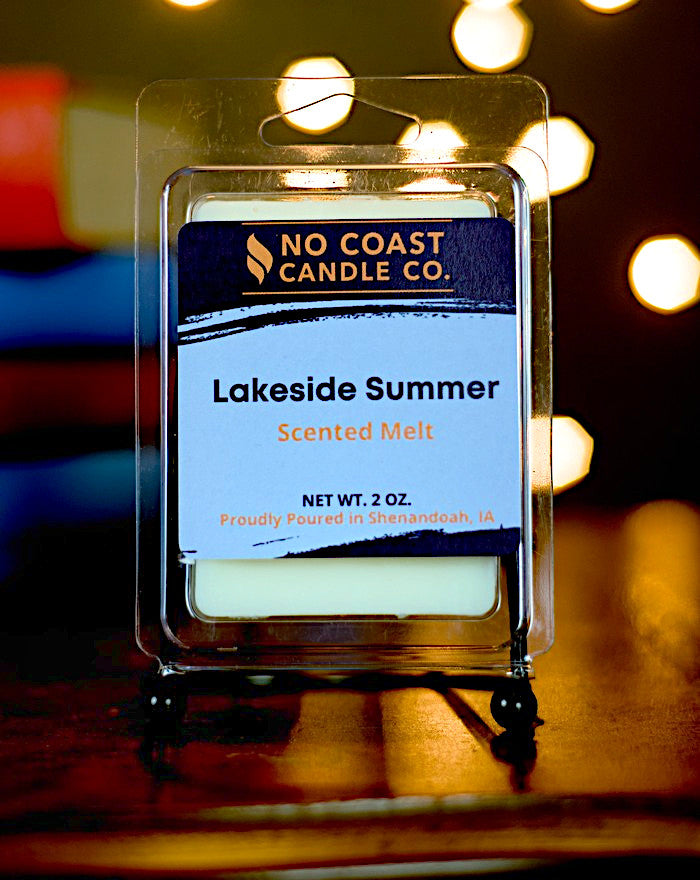 NO COAST
CANDLE CO.
Lakeside Summer
Scented Melt
NET WT. 2 OZ.
Proudly Poured in Shenandoah, IA